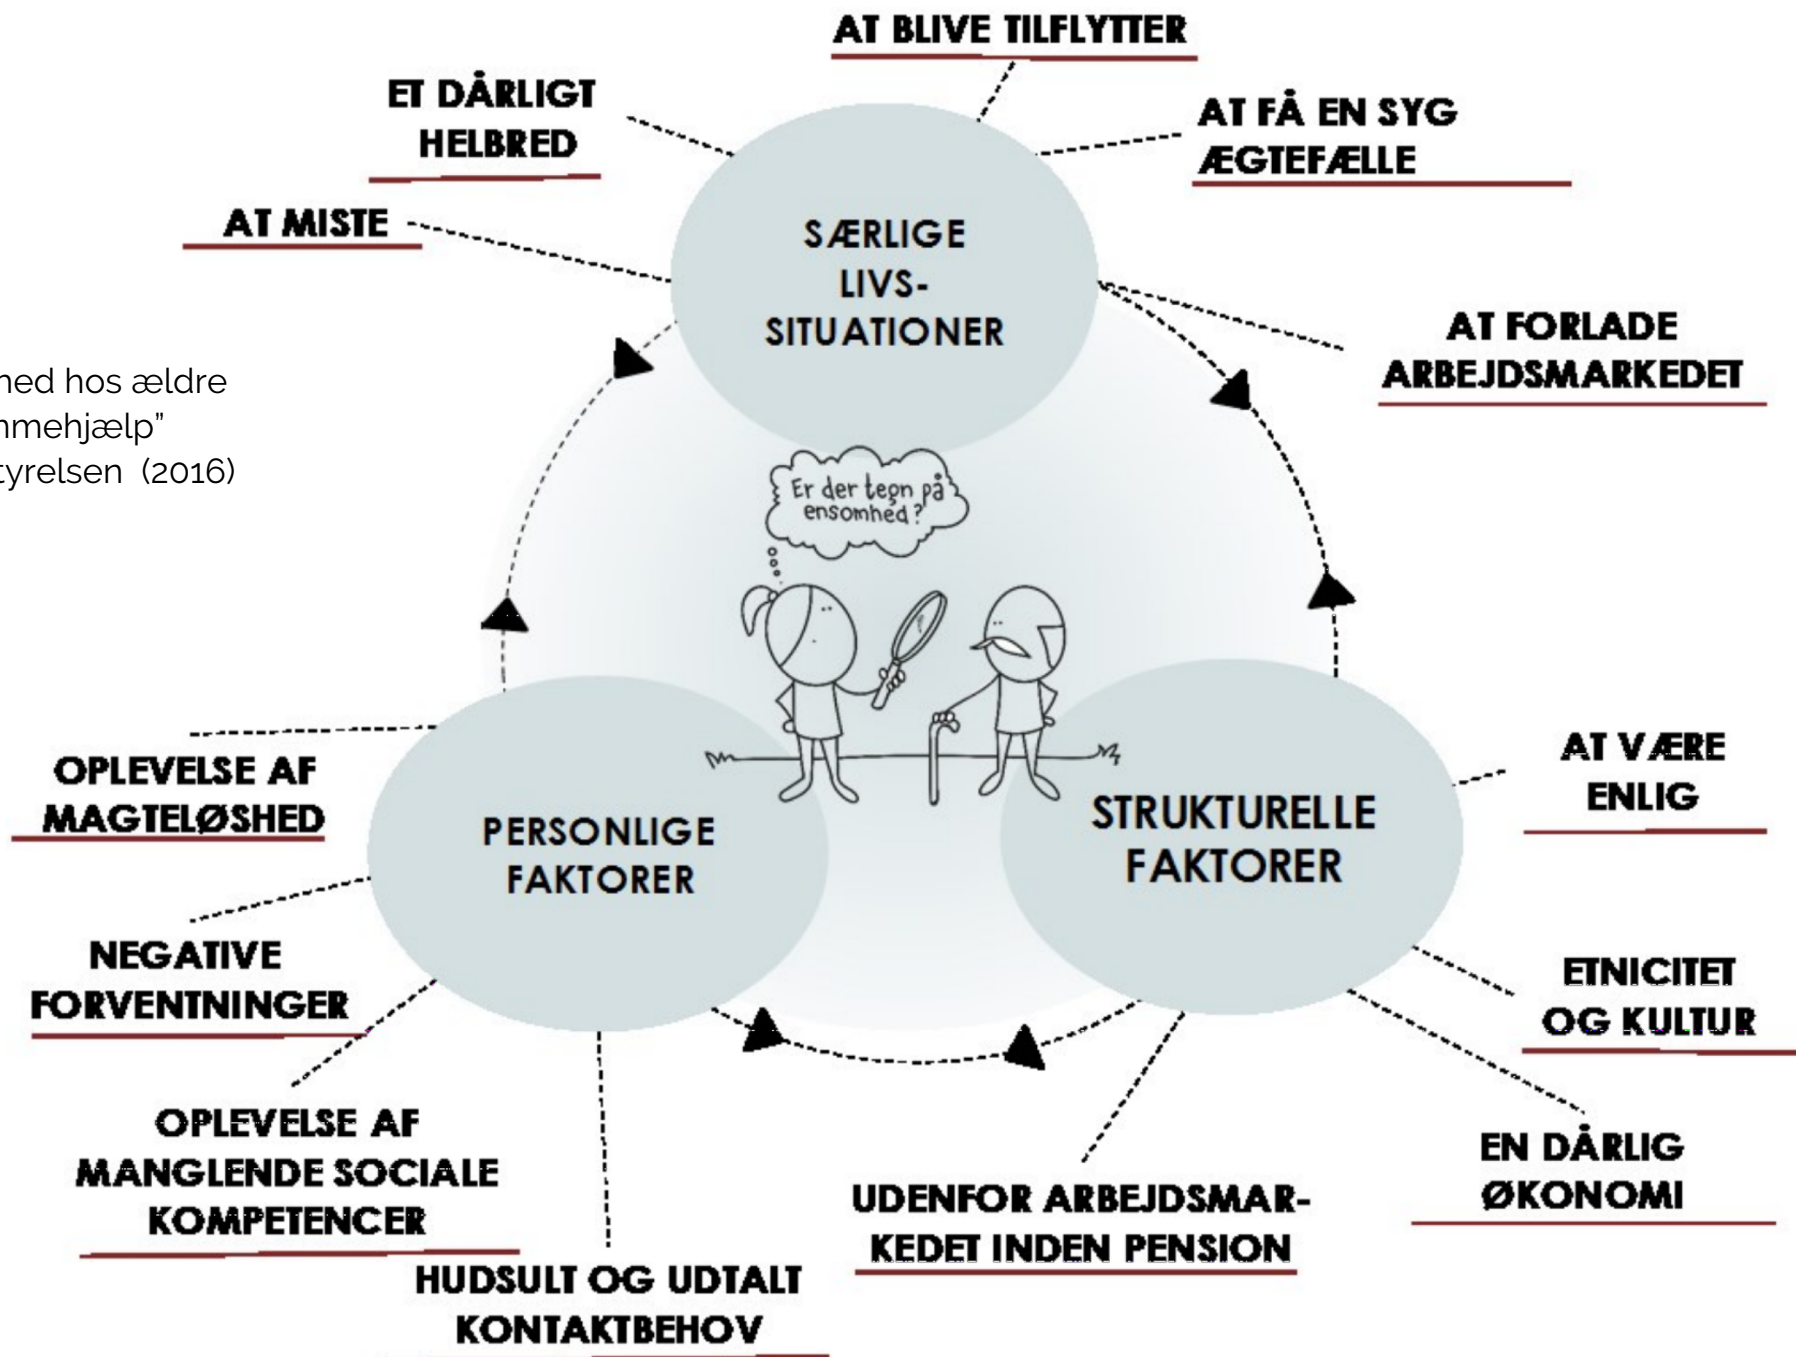 AT BLIVE TILFLYTTER
ET DÅRLIGT
HELBRED
AT FÅ EN SYG
ÆGTEFÆLLE
AT MISTE
SÆRLIGE
LIVS-
SITUATIONER
AT FORLADE
ARBEJDSMARKEDET
hos ældre
(2016)
Er der tegn på
ensomhed?
OPLEVELSE AF
MAGTELØSHED
PERSONLIGE
FAKTORER
STRUKTURELLE
FAKTORER
AT VÆRE
ENLIG
NEGATIVE
FORVENTNINGER
ETNICITET
OG KULTUR
OPLEVELSE AF
MANGLENDE SOCIALE
KOMPETENCER
HUDSULT OG UDTALT
KONTAKTBEHOV
UDENFOR ARBEJDSMAR-
KEDET INDEN PENSION
EN DÅRLIG
ØKONOMI